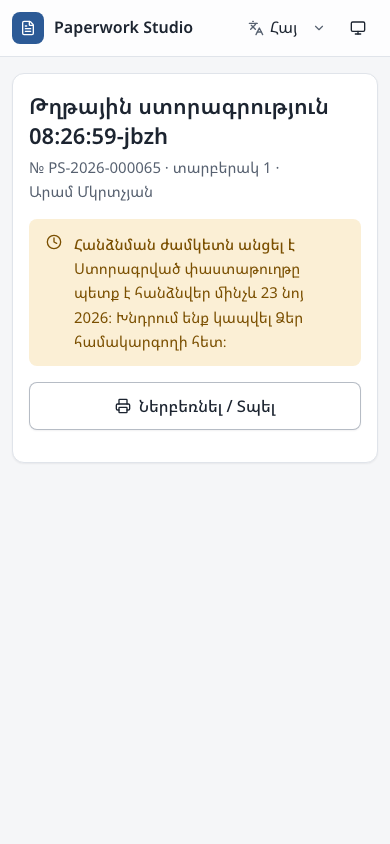 Paperwork Studio
Հայ
Թղթային ստորագրություն
08:26:59-jbzh
№ PS-2026-000065 · տարբերակ 1 ·
Արամ Մկրտչյան
Հանձնման ժամկետն անցել է
Ստորագրված փաստաթուղթը
պետք է հանձնվեր մինչև 23 նոյ
2026: Խնդրում ենք կապվել Ձեր
համակարգողի հետ:
Ներբեռնել / Տպել